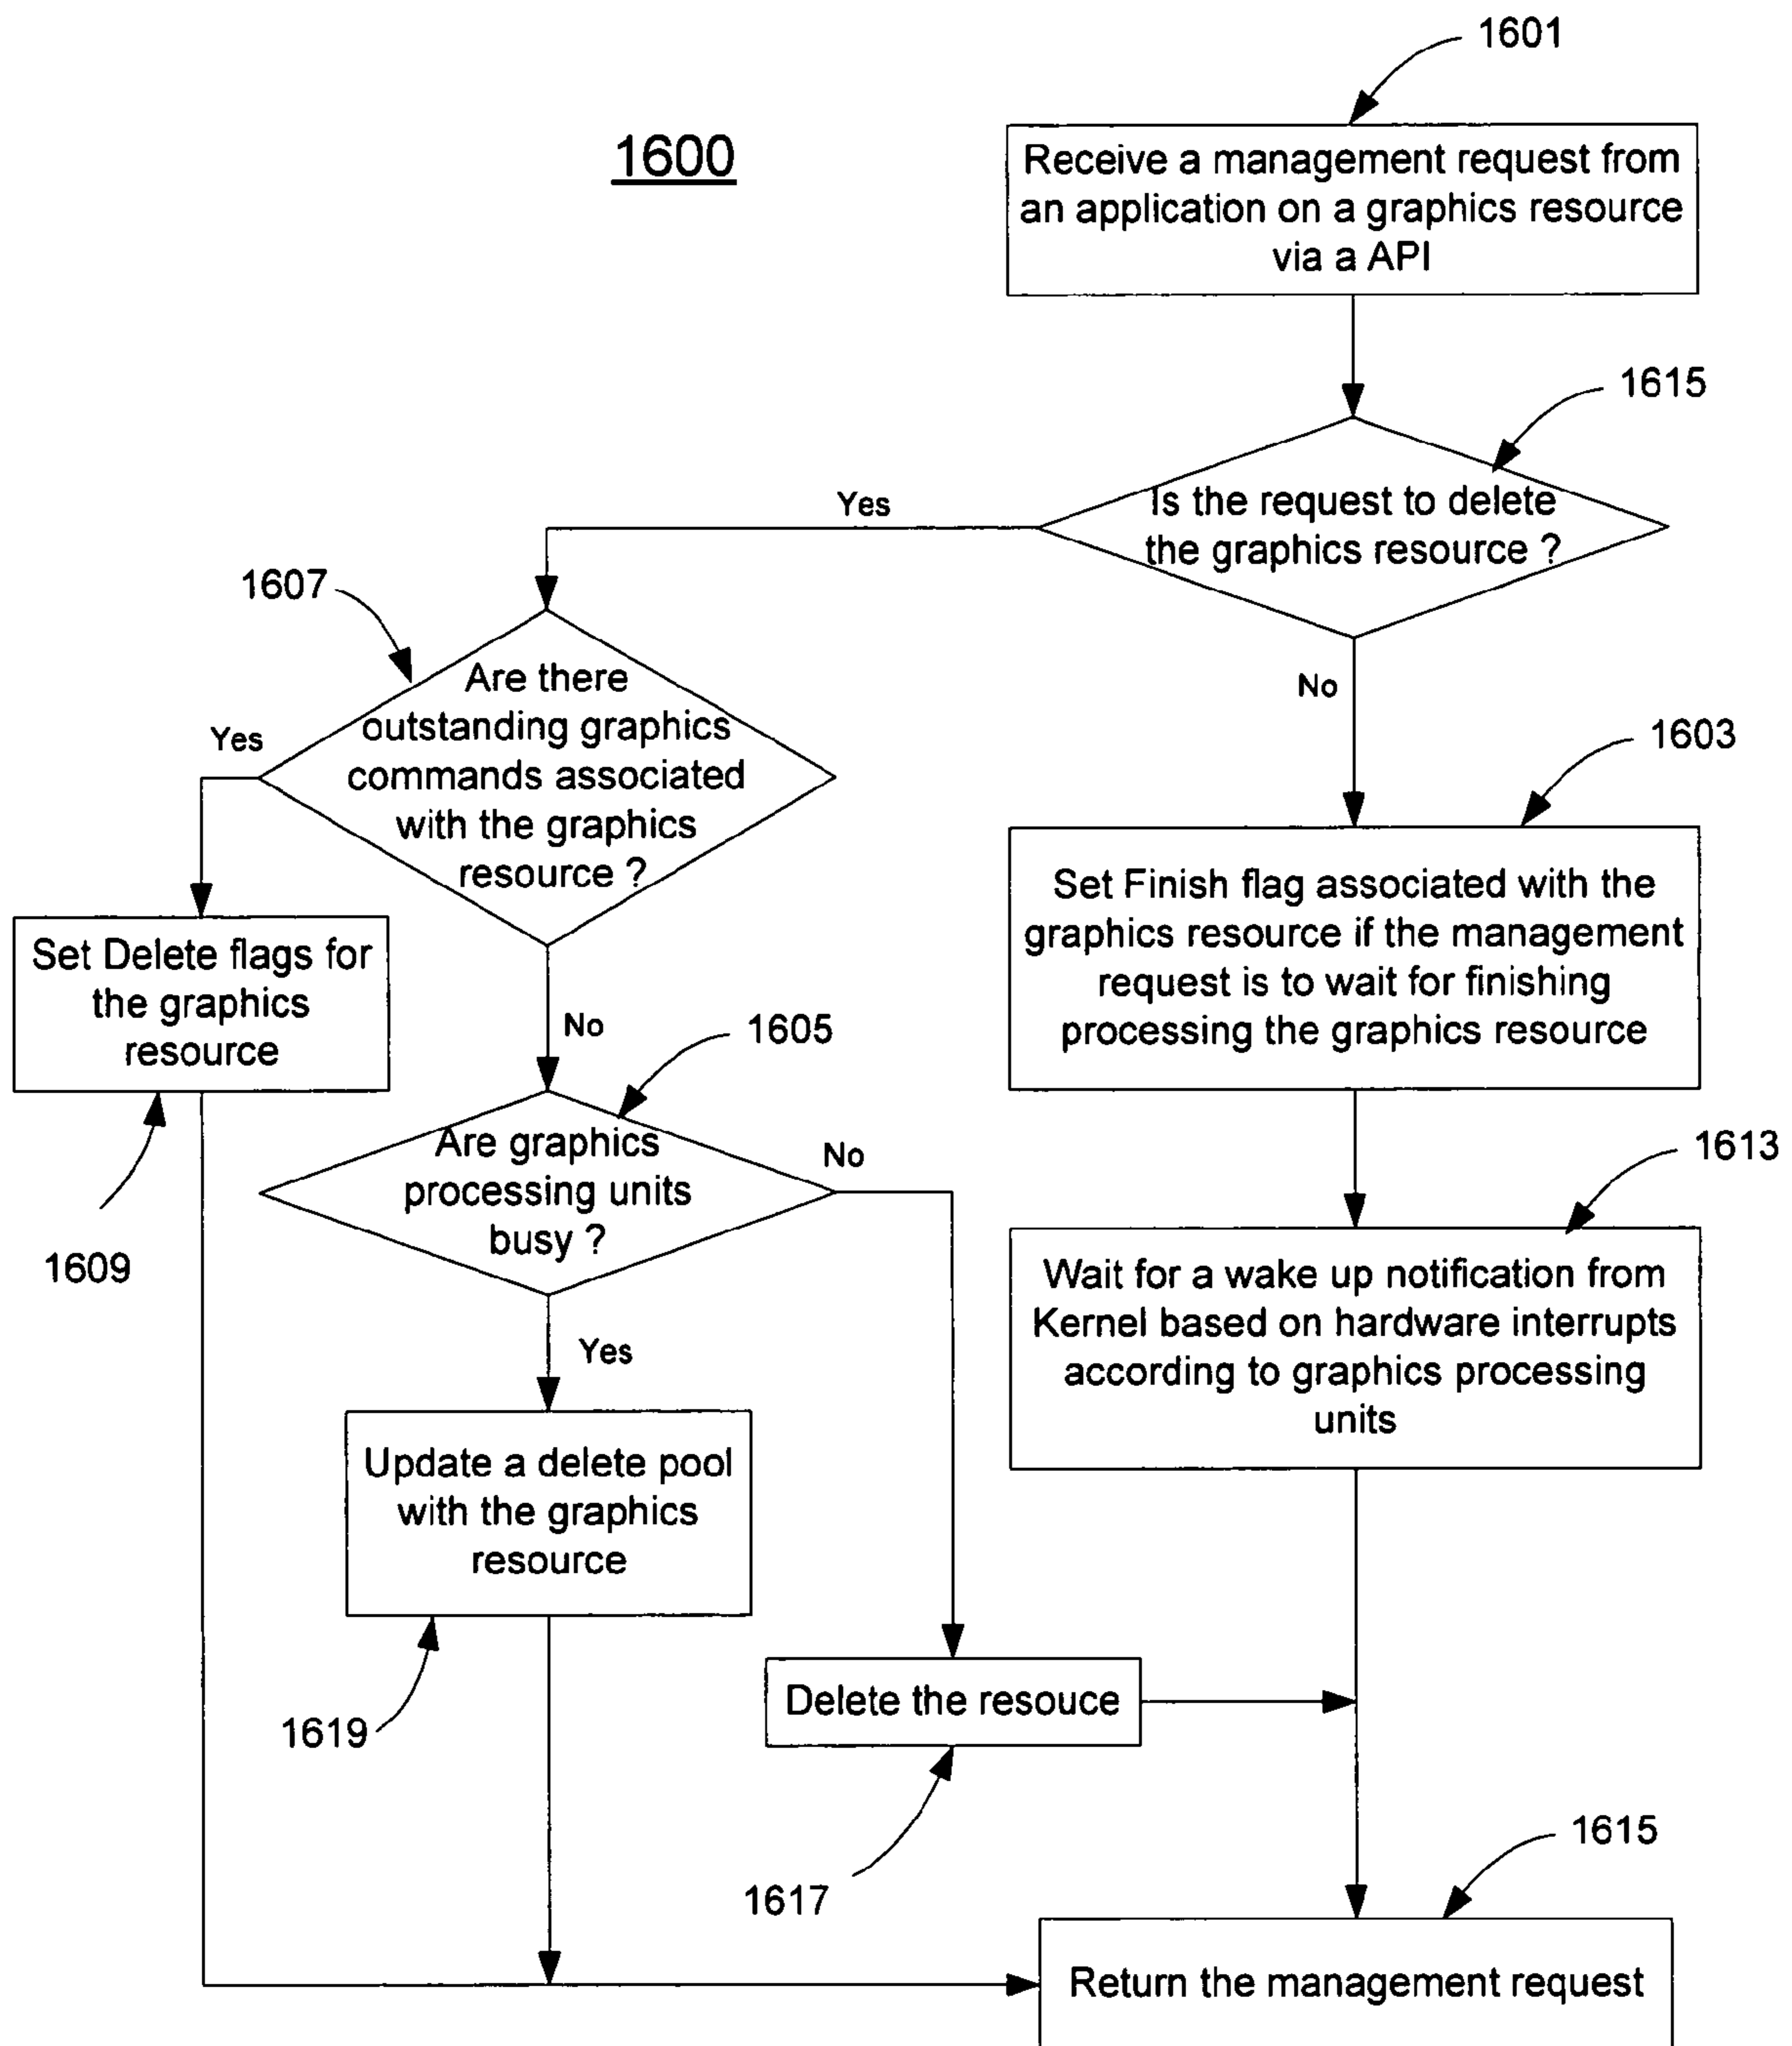 1601
1600
Receive a management request from
an application on a graphics resource
via a API
1615
Yes
Is the request to delete
the graphics resource ?
1607
No
Are there
outstanding graphics
commands associated
with the graphics
resource ?
Yes
1603
Set Finish flag associated with the
graphics resource if the management
request is to wait for finishing
processing the graphics resource
Set Delete flags for
the graphics
resource
No
1605
Are graphics
processing units
busy ?
No
1613
1609
Wait for a wake up notification from
Kernel based on hardware interrupts
according to graphics processing
units
Yes
Update a delete pool
with the graphics
resource
1619
Delete the resouce
1617
1615
Return the management request